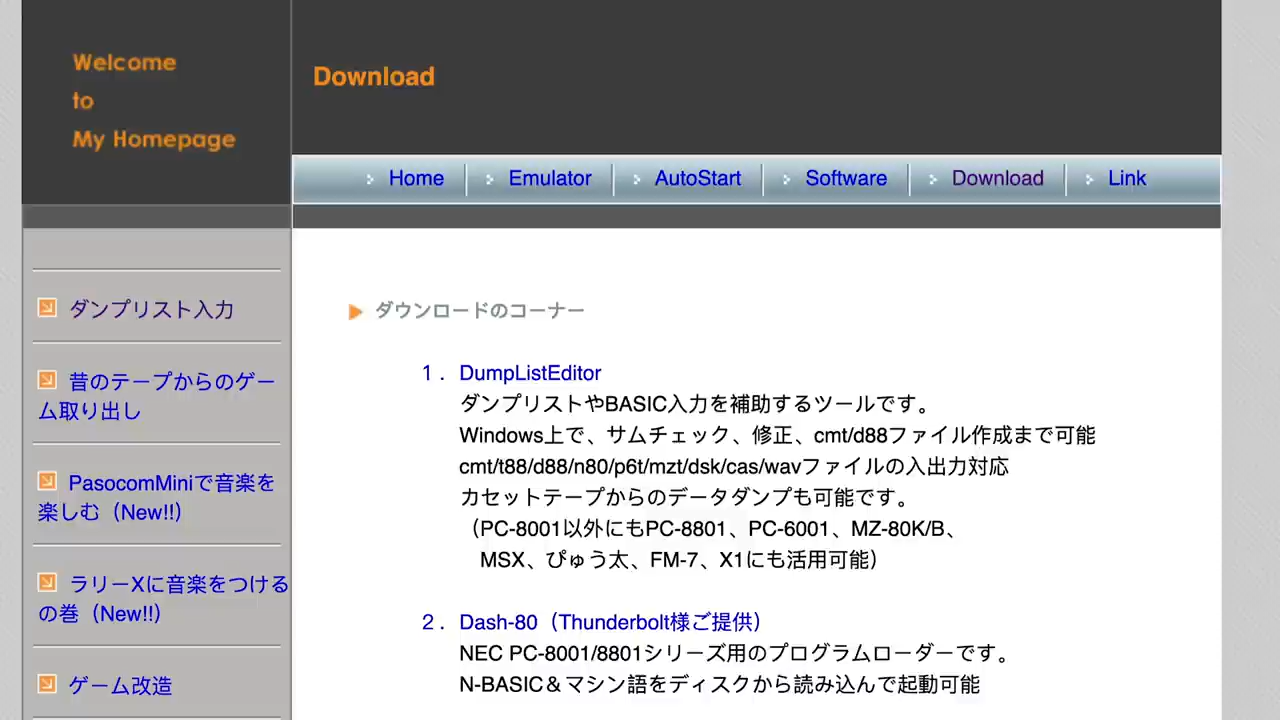 Welcome
to
My Homepage
Download
Home
Emulator
AutoStart
Software
Download
Link
ダンプリスト入力
昔のテープからのゲー
ム取り出し
PasocomMiniで音楽を
楽しむ（New!!）
ラリーXに音楽をつける
の巻（New!!）
ゲーム改造
ダウンロードのコーナー
１．DumpListEditor
ダンプリストやBASIC入力を補助するツールです。
Windows上で、サムチェック、修正、cmt/d88ファイル作成まで可能
cmt/t88/d88/n80/p6t/mzt/dsk/cas/wavファイルの入出力対応
カセットテープからのデータダンプも可能です。
（PC-8001以外にもPC-8801、PC-6001、MZ-80K/B、
MSX、ぴゅう太、FM-7、X1にも活用可能）
２．Dash-80（Thunderbolt様ご提供）
NEC PC-8001/8801シリーズ用のプログラムローダーです。
N-BASIC＆マシン語をディスクから読み込んで起動可能